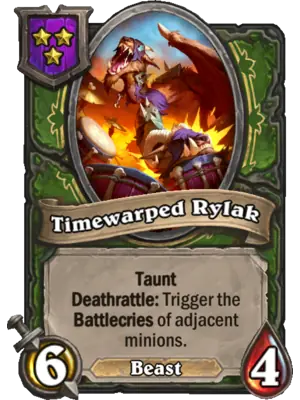 Timewarped Rylak
Taunt
Deathrattle: Trigger the
Battlecries of adjacent
minions.
6
Beast
4